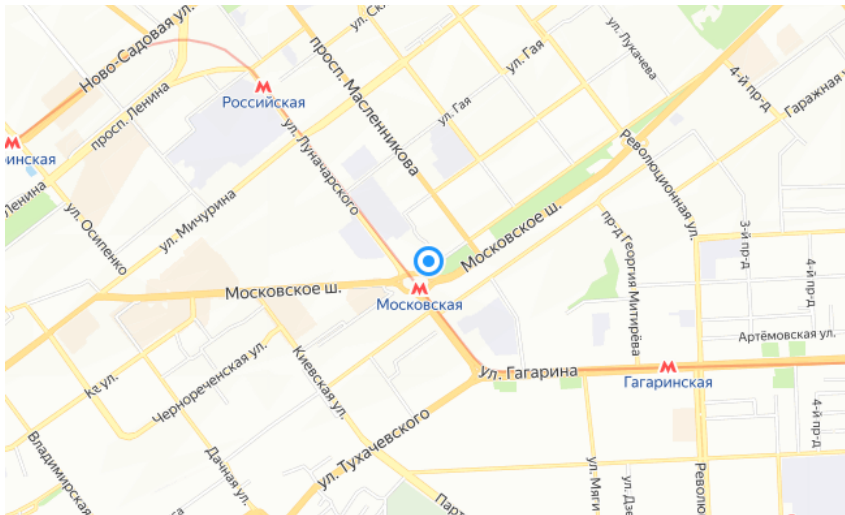 Ново-Садовая ул.
ул. Ск
просп. Масленникова
ул. Гая
ул. Лукачева
4-й пр-д
Гаражная у
Российская
просп. Ленина
ул. Гая
ул. Луначарского
Революционная ул.
ринская
Ленина
ул. Осипенко
ул. Мичурина
Московское ш.
пр-д Георгия Митирёва
3-й пр-д
4-й пр-д
Московское ш.
Московская
Артёмовская ул.
Чернореченская ул.
Киевская ул.
ул. Гагарина
Гагаринская
ул.
4-й пр-д
Владимирская
Дачная ул.
ул. Тухачевского
ул. Мяги
ул. Дзе
Револю
Парт